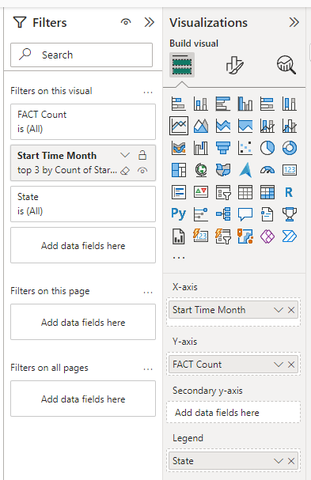 Filters
Search
Filters on this visual
...
FACT Count
is (All)
Start Time Month
top 3 by Count of Star...
State
is (All)
Add data fields here
Filters on this page
...
Add data fields here
Filters on all pages
...
Add data fields here
Visualizations
Build visual
123
R
Py
...
X-axis
Start Time Month
Y-axis
FACT Count
Secondary y-axis
Add data fields here
Legend
State